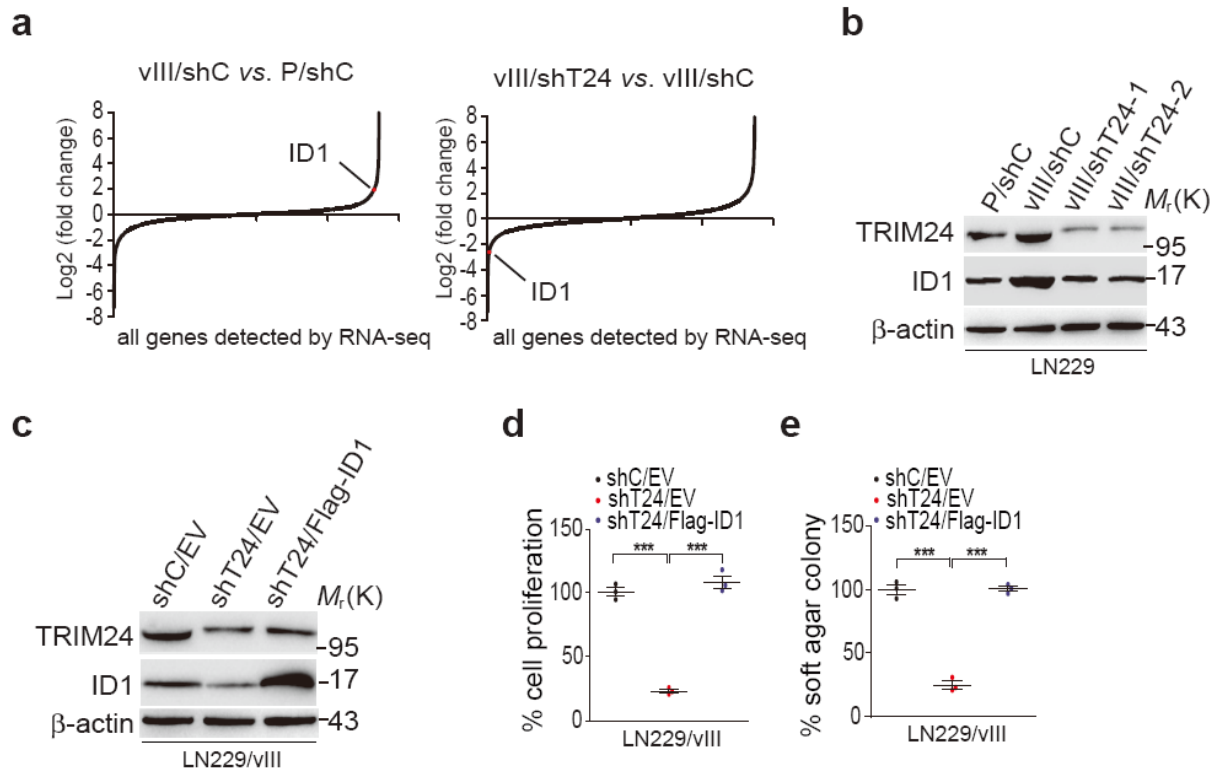 a
vIII/shC vs. P/shC
Log2 (fold change)
8
6
4
2
0
-2
-4
-6
-8
ID1
all genes detected by RNA-seq
vIII/shT24 vs. vIII/shC
Log2 (fold change)
8
6
4
2
0
-2
-4
-6
-8
ID1
all genes detected by RNA-seq
b
P/shC
vIII/shC
vIII/shT24-1
vIII/shT24-2
Mr(K)
TRIM24
-95
ID1
-17
β-actin
-43
LN229
c
shC/EV
shT24/EV
shT24/Flag-ID1
Mr(K)
TRIM24
-95
ID1
-17
β-actin
-43
LN229/vIII
d
• shC/EV
• shT24/EV
• shT24/Flag-ID1
% cell proliferation
150
100
50
0
*** ***
LN229/vIII
e
• shC/EV
• shT24/EV
• shT24/Flag-ID1
% soft agar colony
150
100
50
0
*** ***
LN229/vIII